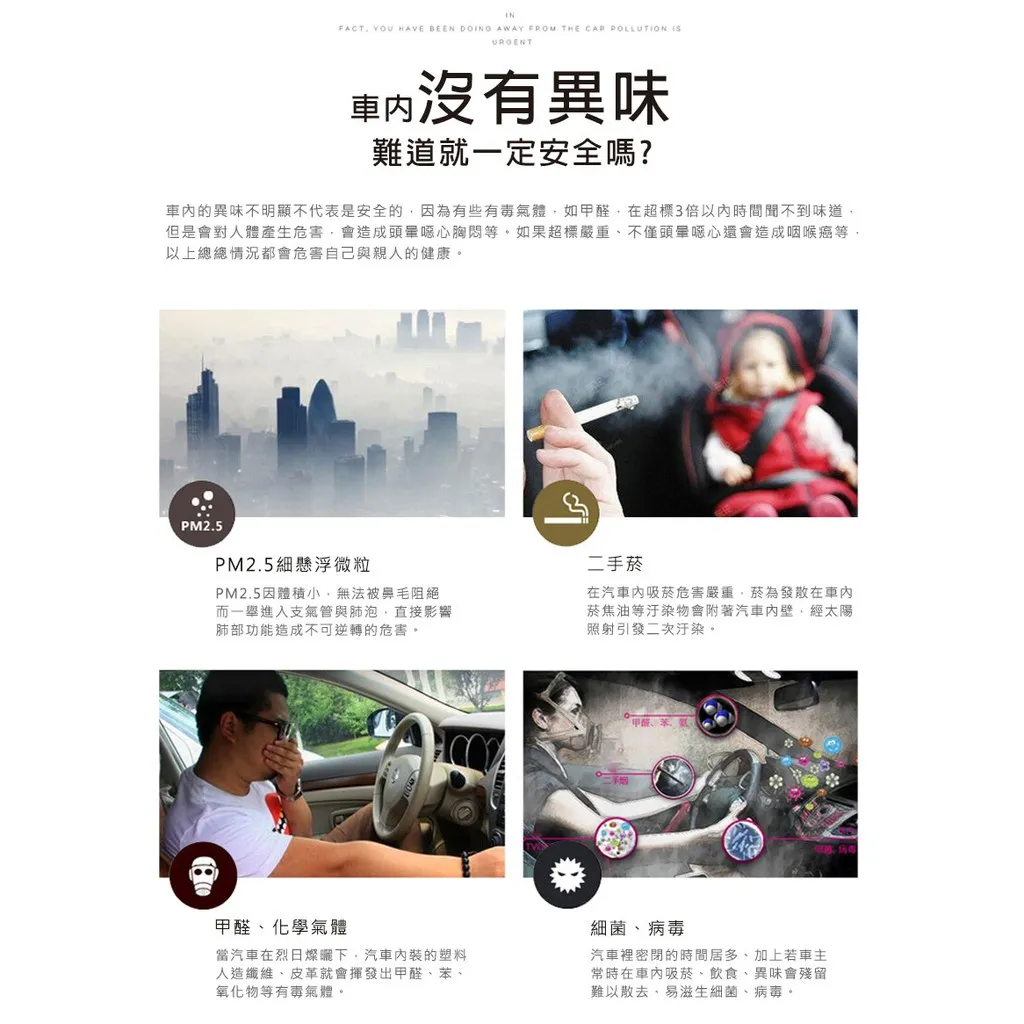 IN
FACT, YOU HAVE BEEN DOING AWAY FROM THE CAR POLLUTION IS
URGENT
車內沒有異味
難道就一定安全嗎?
車內的異味不明顯不代表是安全的，因為有些有毒氣體，如甲醛，在超標3倍以內時間聞不到味道，
但是會對人體產生危害，會造成頭暈噁心胸悶等。如果超標嚴重、不僅頭暈噁心還會造成咽喉癌等，
以上總總情況都會危害自己與親人的健康。
PM2.5
PM2.5細懸浮微粒
PM2.5因體積小，無法被鼻毛阻絕
而一舉進入支氣管與肺泡，直接影響
肺部功能造成不可逆轉的危害。
二手菸
在汽車內吸菸危害嚴重，菸為發散在車內
菸焦油等汙染物會附著汽車內壁，經太陽
照射引發二次汙染。
甲醛、苯、氨
二手烟
TVO
細菌、病毒
甲醛、化學氣體
當汽車在烈日燦曬下，汽車內裝的塑料
人造纖維、皮革就會揮發出甲醛、苯、
氧化物等有毒氣體。
細菌、病毒
汽車裡密閉的時間居多、加上若車主
常時在車內吸菸、飲食、異味會殘留
難以散去、易滋生細菌、病毒。